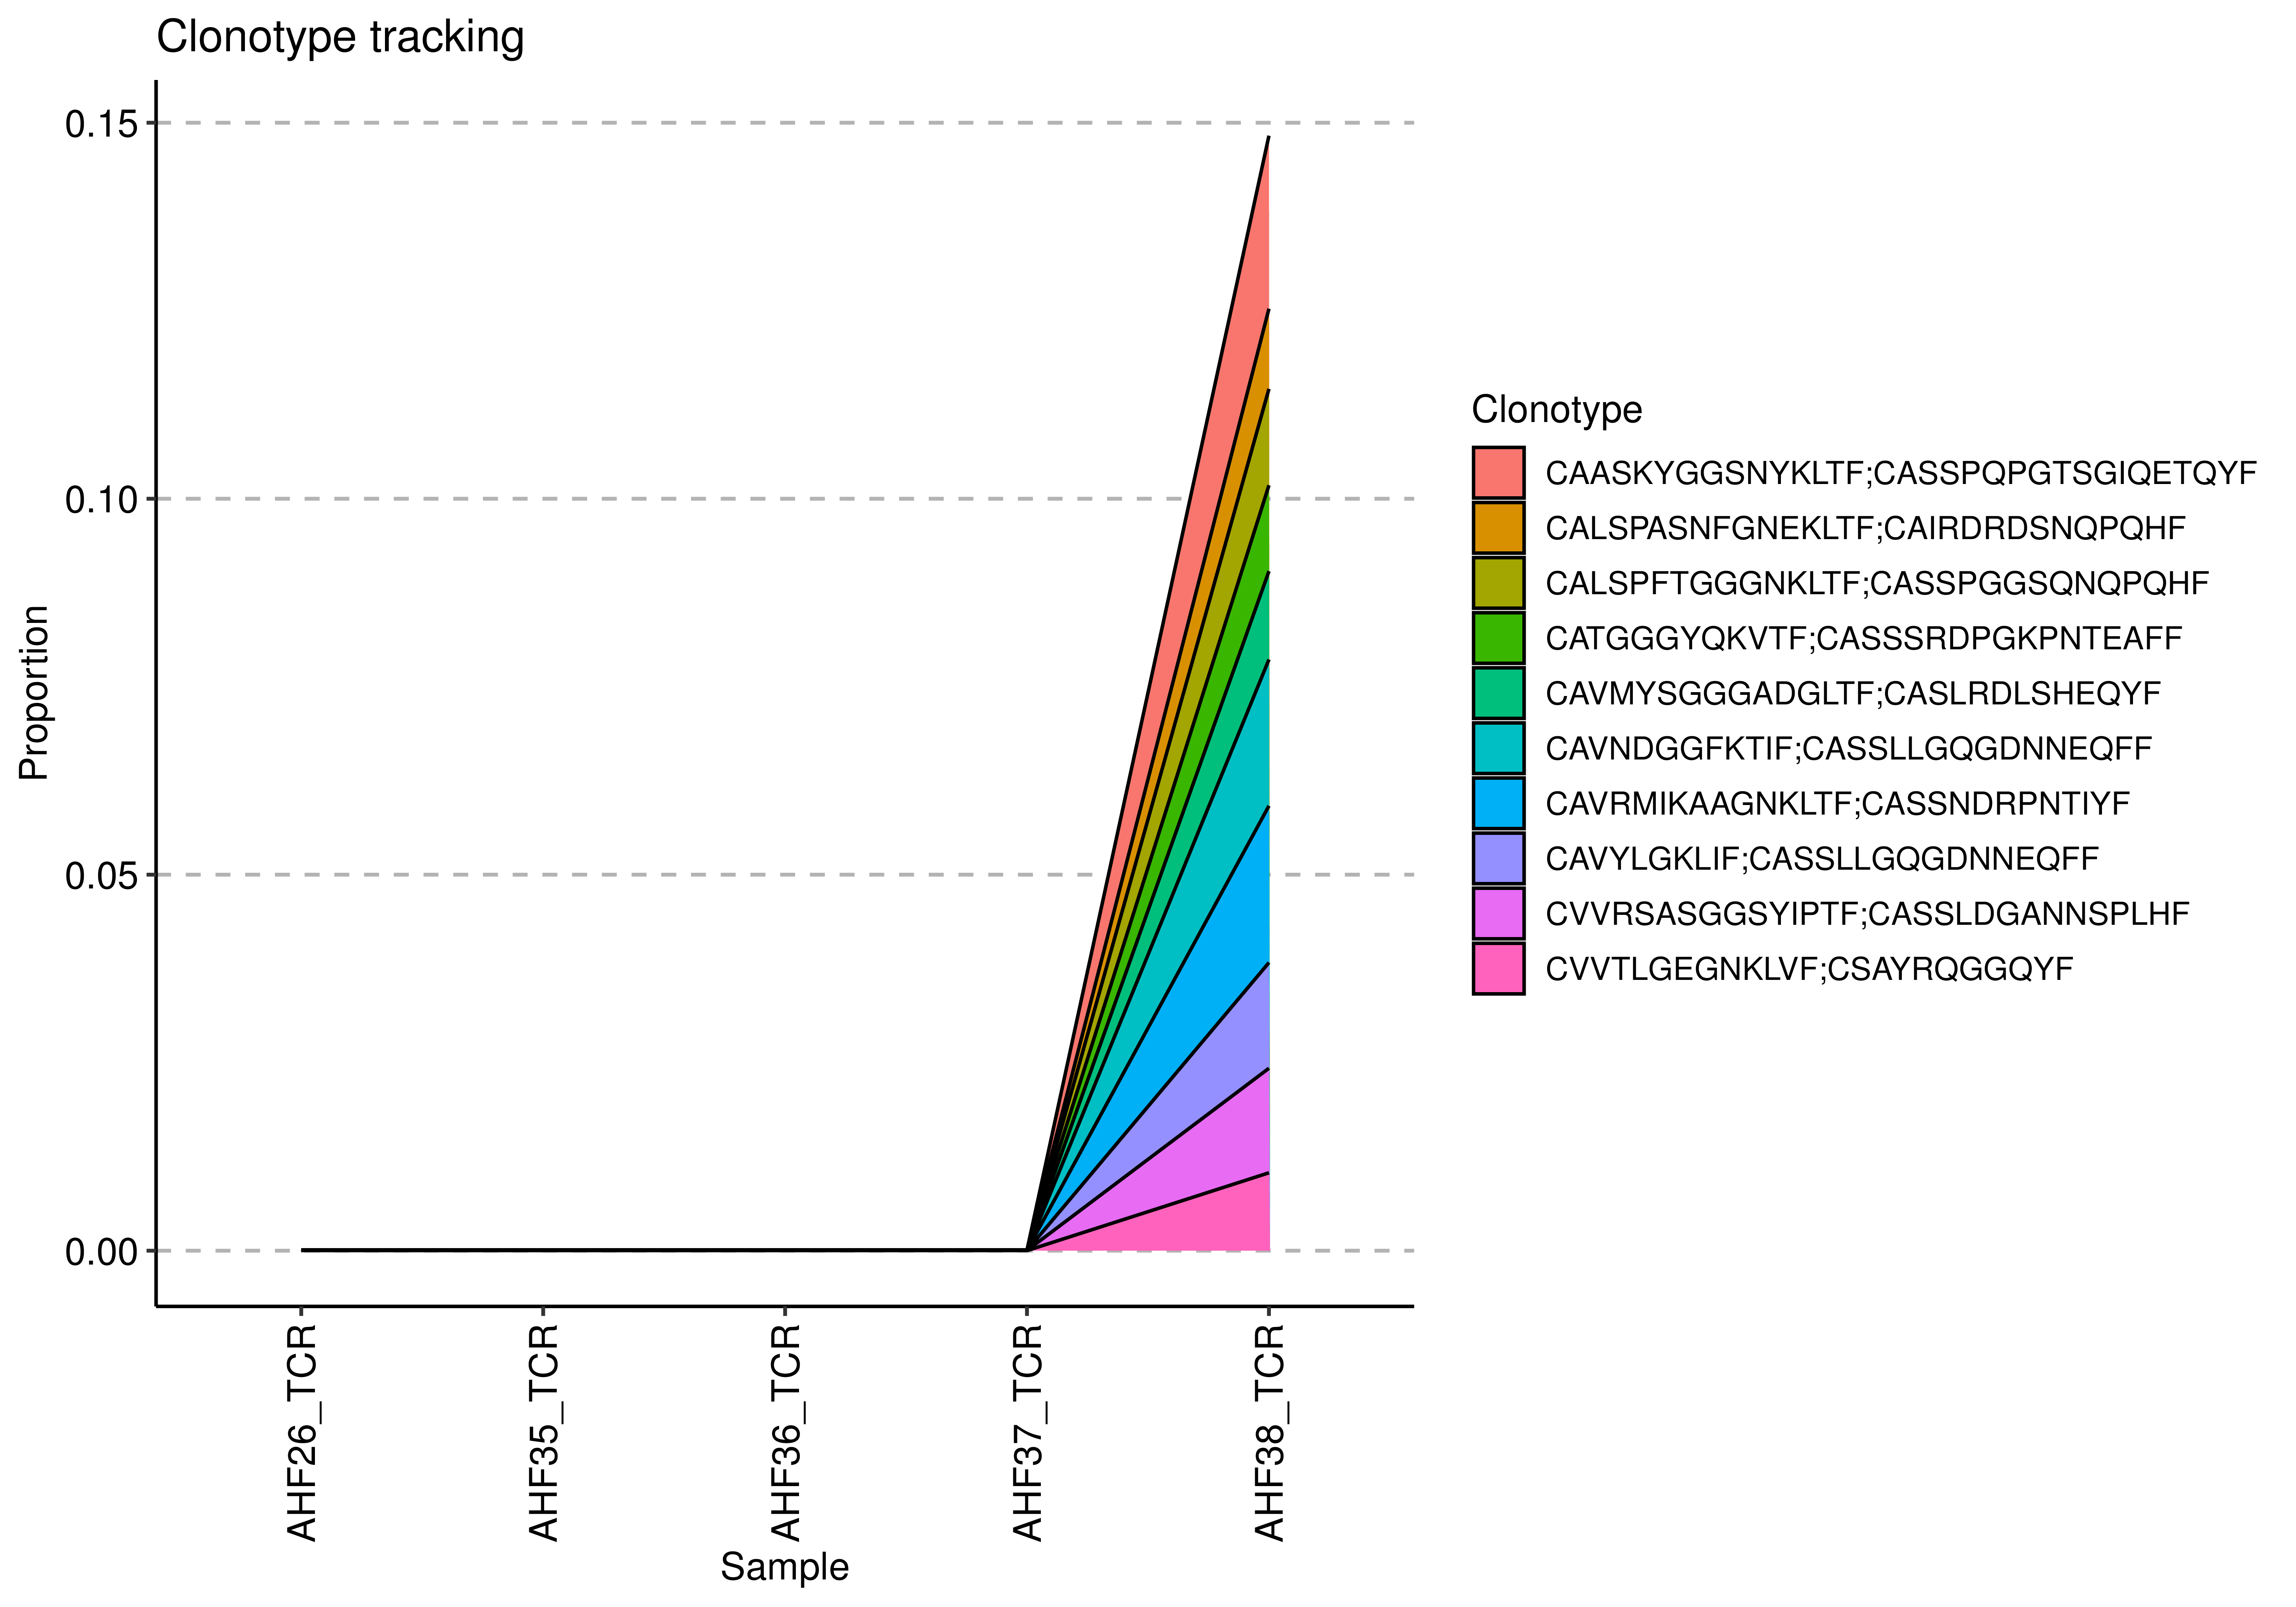 Clonotype tracking
0.15
0.10
0.05
0.00
Proportion
AHF26_TCR
AHF35_TCR
AHF36_TCR
AHF37_TCR
AHF38_TCR
Sample
Clonotype
CAASKYGGSNYKLTF;CASSPQPGTSGIQETQYF
CALSPASNFGNEKLTF;CAIRDRDSNQPQHF
CALSPFTGGGNKLTF;CASSPGGSQNQPQHF
CATGGGYQKVTF;CASSSRDPGKPNTEAFF
CAVMYSGGGADGLTF;CASLRDLSHEQYF
CAVNDGGFKTIF;CASSLLGQGDNNEQFF
CAVRMIKAAGNKLTF;CASSNDRPNTIYF
CAVYLGKLIF;CASSLLGQGDNNEQFF
CVVRSASGGSYIPTF;CASSLDGANNSPLHF
CVVTLGEGNKLVF;CSAYRQGGQYF